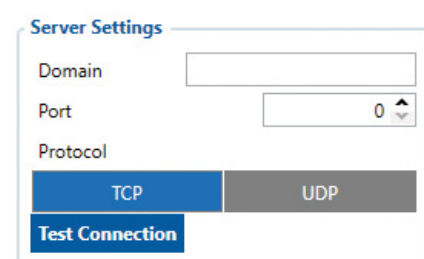 Server Settings
Domain
Port 0
Protocol
TCP UDP
Test Connection